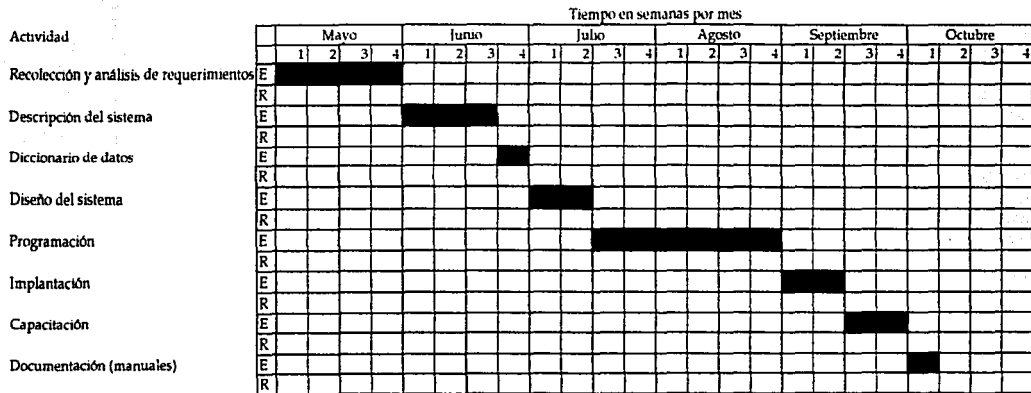 Tiempo en semanas por mes
Actividad Mayo Junio Julio Agosto Septiembre Octubre
1 2 3 4 1 2 3 4 1 2 3 4 1 2 3 4 1 2 3 4 1 2 3 4
Recolección y análisis de requerimientos E
R
Descripción del sistema E
R
Diccionario de datos E
R
Diseño del sistema E
R
Programación E
R
Implantación E
R
Capacitación E
R
Documentación (manuales) E
R